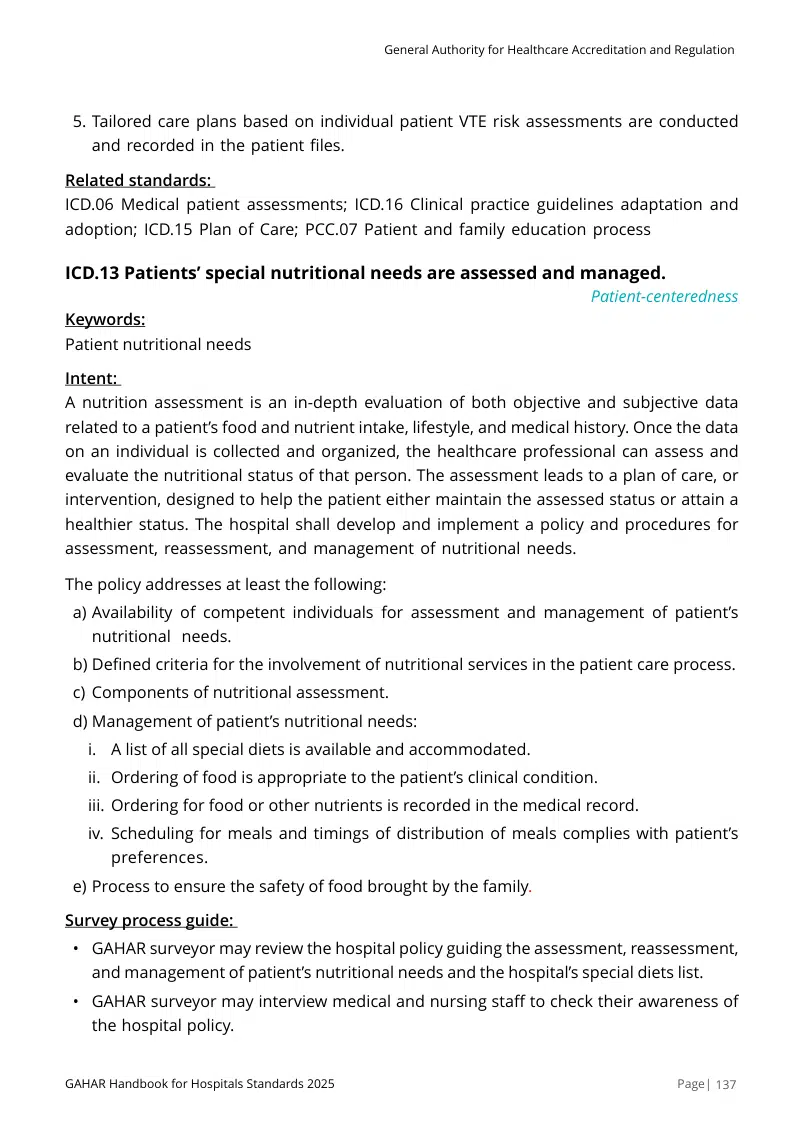 General Authority for Healthcare Accreditation and Regulation
5. Tailored care plans based on individual patient VTE risk assessments are conducted
and recorded in the patient files.
Related standards:
ICD.06 Medical patient assessments; ICD.16 Clinical practice guidelines adaptation and
adoption; ICD.15 Plan of Care; PCC.07 Patient and family education process
ICD.13 Patients’ special nutritional needs are assessed and managed.
Patient-centeredness
Keywords:
Patient nutritional needs
Intent:
A nutrition assessment is an in-depth evaluation of both objective and subjective data
related to a patient’s food and nutrient intake, lifestyle, and medical history. Once the data
on an individual is collected and organized, the healthcare professional can assess and
evaluate the nutritional status of that person. The assessment leads to a plan of care, or
intervention, designed to help the patient either maintain the assessed status or attain a
healthier status. The hospital shall develop and implement a policy and procedures for
assessment, reassessment, and management of nutritional needs.
The policy addresses at least the following:
a) Availability of competent individuals for assessment and management of patient’s
nutritional needs.
b) Defined criteria for the involvement of nutritional services in the patient care process.
c) Components of nutritional assessment.
d) Management of patient’s nutritional needs:
i. A list of all special diets is available and accommodated.
ii. Ordering of food is appropriate to the patient’s clinical condition.
iii. Ordering for food or other nutrients is recorded in the medical record.
iv. Scheduling for meals and timings of distribution of meals complies with patient’s
preferences.
e) Process to ensure the safety of food brought by the family.
Survey process guide:
• GAHAR surveyor may review the hospital policy guiding the assessment, reassessment,
and management of patient’s nutritional needs and the hospital’s special diets list.
• GAHAR surveyor may interview medical and nursing staff to check their awareness of
the hospital policy.
GAHAR Handbook for Hospitals Standards 2025
Page| 137